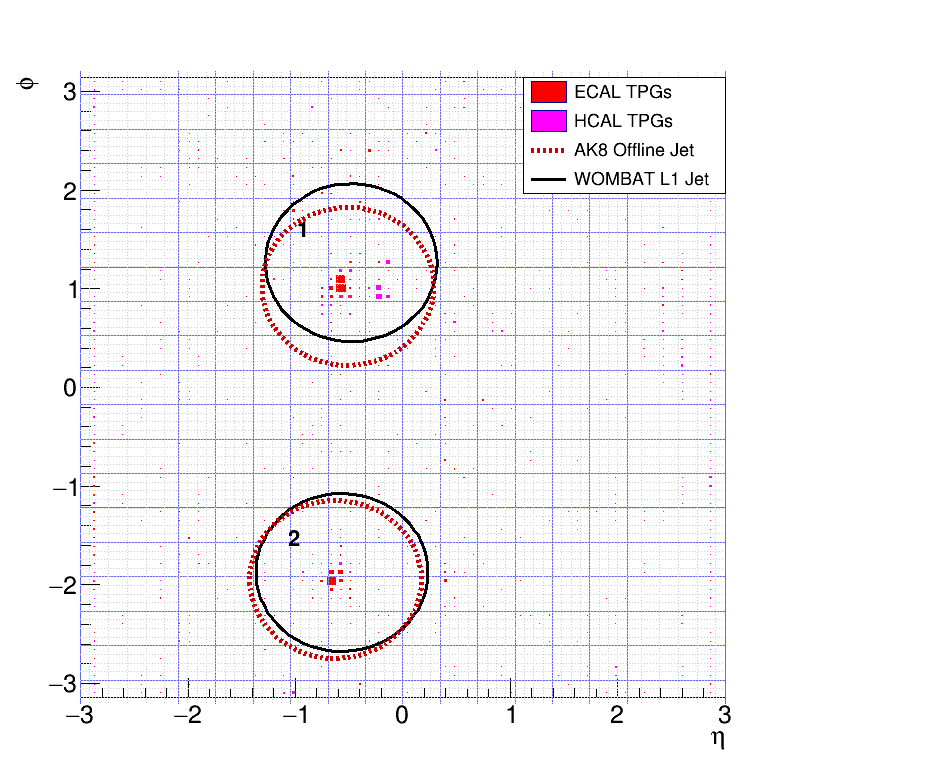 ϕ
3
2
1
0
−1
−2
−3
ECAL TPGs
HCAL TPGs
AK8 Offline Jet
WOMBAT L1 Jet
1
2
−3 −2 −1 0 1 2 3
η